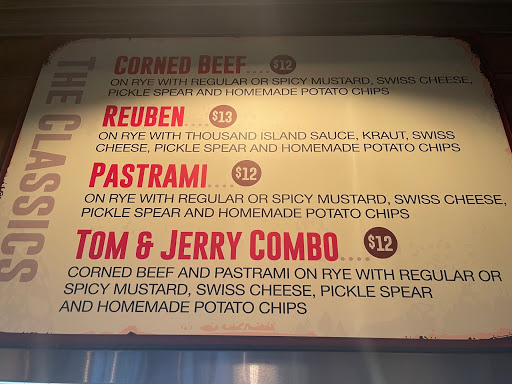 THE CLASSICS
CORNED BEEF.... $12
ON RYE WITH REGULAR OR SPICY MUSTARD, SWISS CHEESE,
PICKLE SPEAR AND HOMEMADE POTATO CHIPS
REUBEN.... $13
ON RYE WITH THOUSAND ISLAND SAUCE, KRAUT, SWISS
CHEESE, PICKLE SPEAR AND HOMEMADE POTATO CHIPS
PASTRAMI.... $12
ON RYE WITH REGULAR OR SPICY MUSTARD, SWISS CHEESE,
PICKLE SPEAR AND HOMEMADE POTATO CHIPS
TOM & JERRY COMBO.... $12
CORNED BEEF AND PASTRAMI ON RYE WITH REGULAR OR
SPICY MUSTARD, SWISS CHEESE, PICKLE SPEAR
AND HOMEMADE POTATO CHIPS